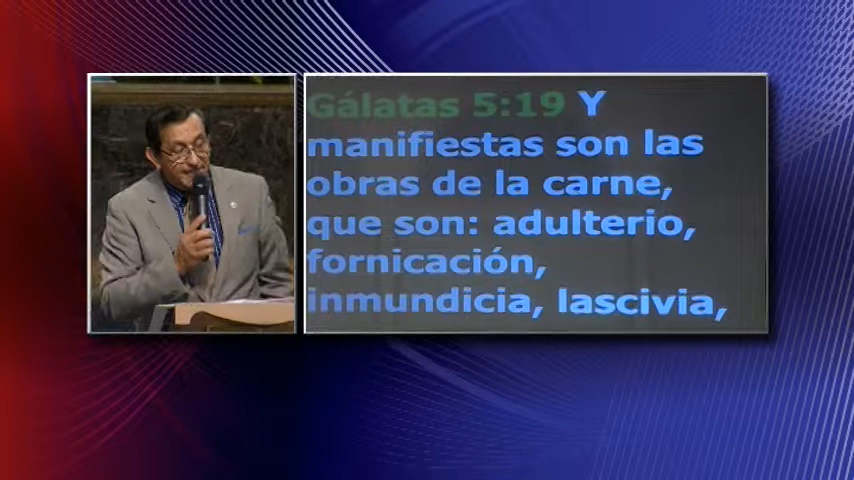 Gálatas 5:19 Y
manifiestas son las
obras de la carne,
que son: adulterio,
fornicación,
inmundicia, lascivia,